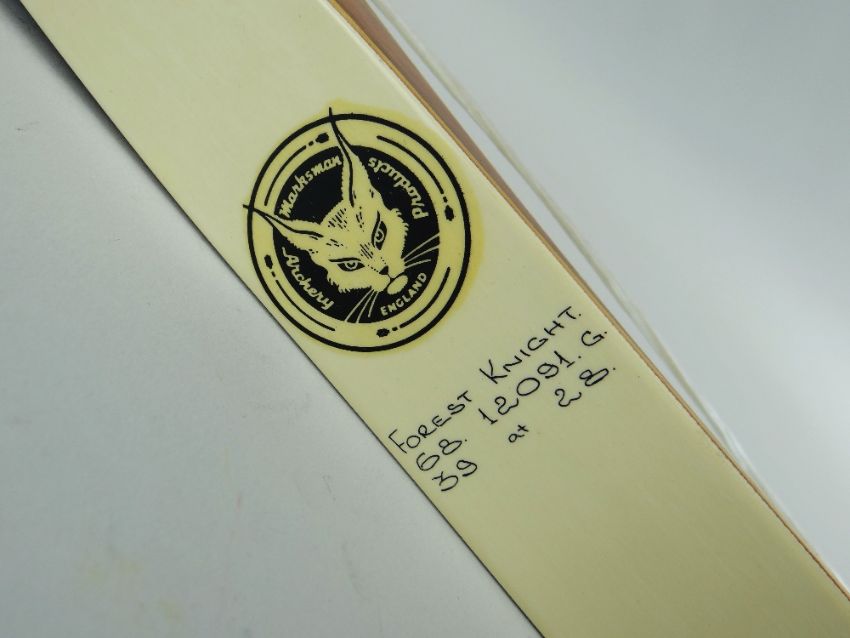 Marksman
Archery
Products
ENGLAND
FOREST KNIGHT.
68. 12091. G.
39 at 28.